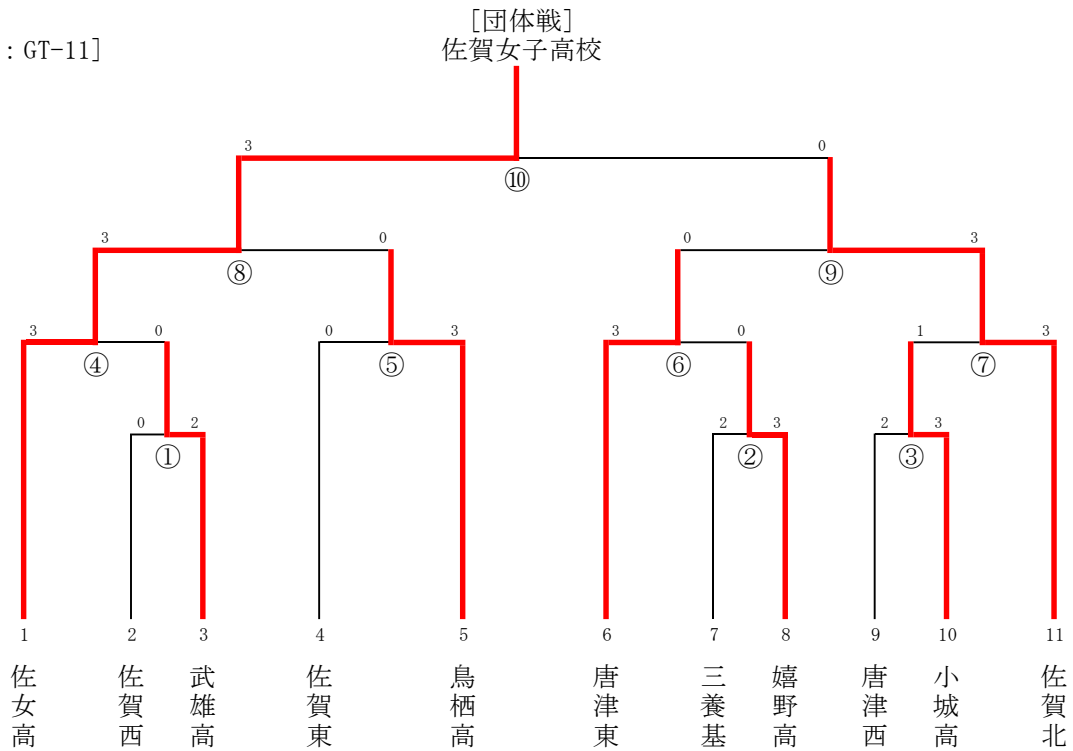 [団体戦]
: GT-11]
佐賀女子高校
3
0
⑩
3
0
0
3
⑧
⑨
3
0
0
3
3
0
1
3
④
⑤
⑥
⑦
0
2
2
3
2
3
①
②
③
1
2
3
4
5
6
7
8
9
10
11
佐女高
佐賀西
武雄高
佐賀東
鳥栖高
唐津東
三養基
嬉野高
唐津西
小城高
佐賀北